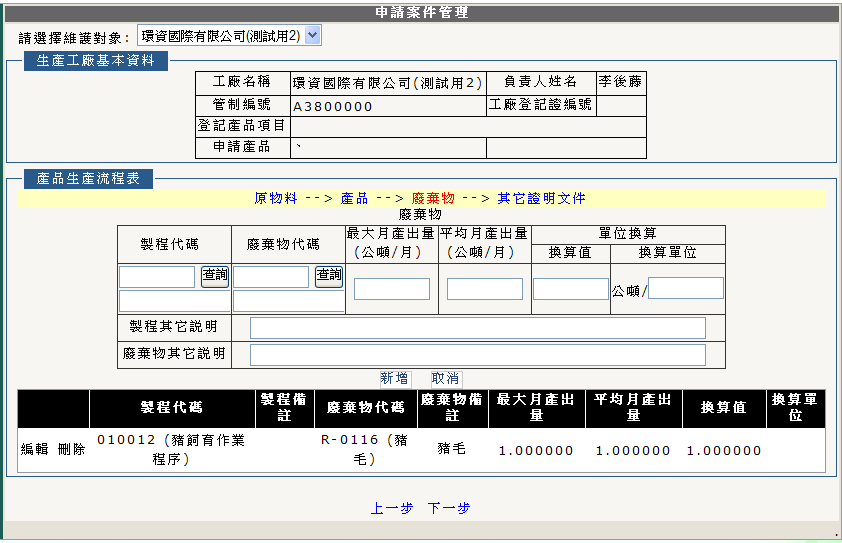 申請案件管理
請選擇維護對象： 環資國際有限公司(測試用2)
生產工廠基本資料
工廠名稱 環資國際有限公司(測試用2) 負責人姓名 李後藤
管制編號 A3800000 工廠登記證編號
登記產品項目
申請產品 、
產品生產流程表
原物料 --> 產品 --> 廢棄物 --> 其它證明文件
廢棄物
製程代碼 廢棄物代碼 最大月產出量(公噸/月) 平均月產出量(公噸/月) 單位換算
換算值 換算單位
查詢 查詢 公噸/
製程其它說明
廢棄物其它說明
新增 取消
製程代碼 製程備註 廢棄物代碼 廢棄物備註 最大月產出量 平均月產出量 換算值 換算單位
編輯 刪除 010012 (豬飼育作業程序) R-0116 (豬毛) 豬毛 1.000000 1.000000 1.000000
上一步 下一步